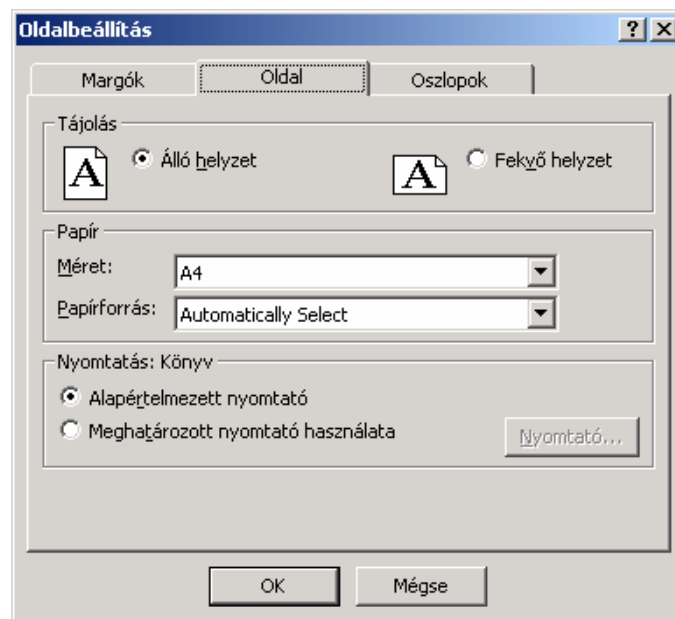 Oldalbeállítás
Margók Oldal Oszlopok
Tájolás
A Álló helyzet A Fekvő helyzet
Papír
Méret: A4
Papírforrás: Automatically Select
Nyomtatás: Könyv
Alapértelmezett nyomtató
Meghatározott nyomtató használata Nyomtató...
OK Mégse